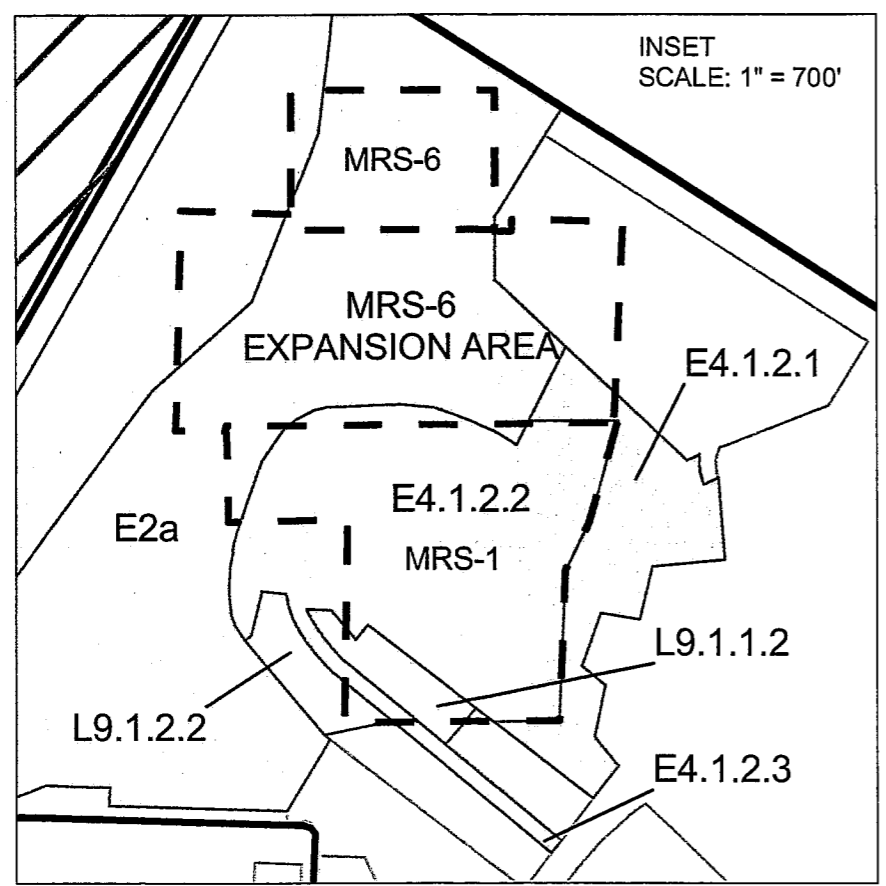 INSET
SCALE: 1" = 700'
MRS-6
MRS-6
EXPANSION AREA
E4.1.2.1
E4.1.2.2
E2a
MRS-1
L9.1.1.2
L9.1.2.2
E4.1.2.3